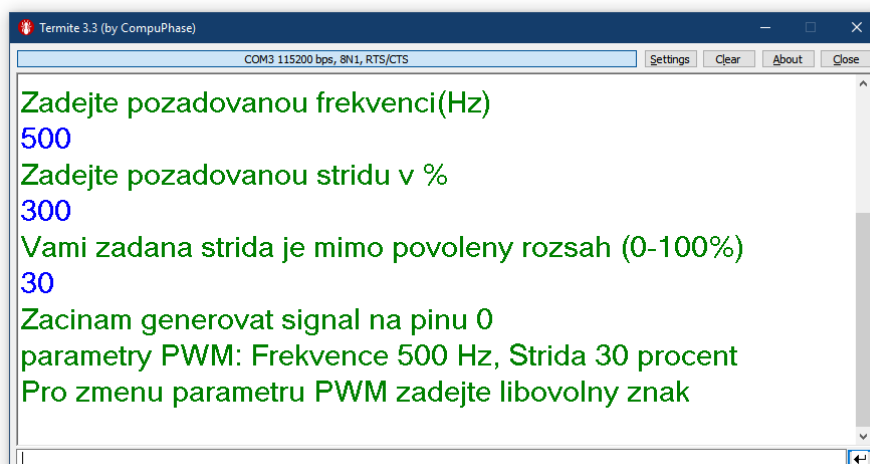 Termite 3.3 (by CompuPhase)
COM3 115200 bps, 8N1, RTS/CTS
Settings
Clear
About
Close
Zadejte pozadovanou frekvenci(Hz)
500
Zadejte pozadovanou stridu v %
300
Vami zadana strida je mimo povoleny rozsah (0-100%)
30
Zacinam generovat signal na pinu 0
parametry PWM: Frekvence 500 Hz, Strida 30 procent
Pro zmenu parametru PWM zadejte libovolny znak